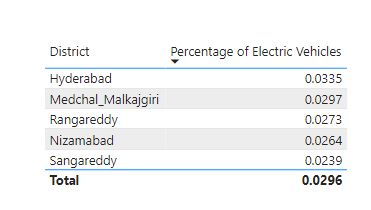 District Percentage of Electric Vehicles
Hyderabad 0.0335
Medchal_Malkajgiri 0.0297
Rangareddy 0.0273
Nizamabad 0.0264
Sangareddy 0.0239
Total 0.0296